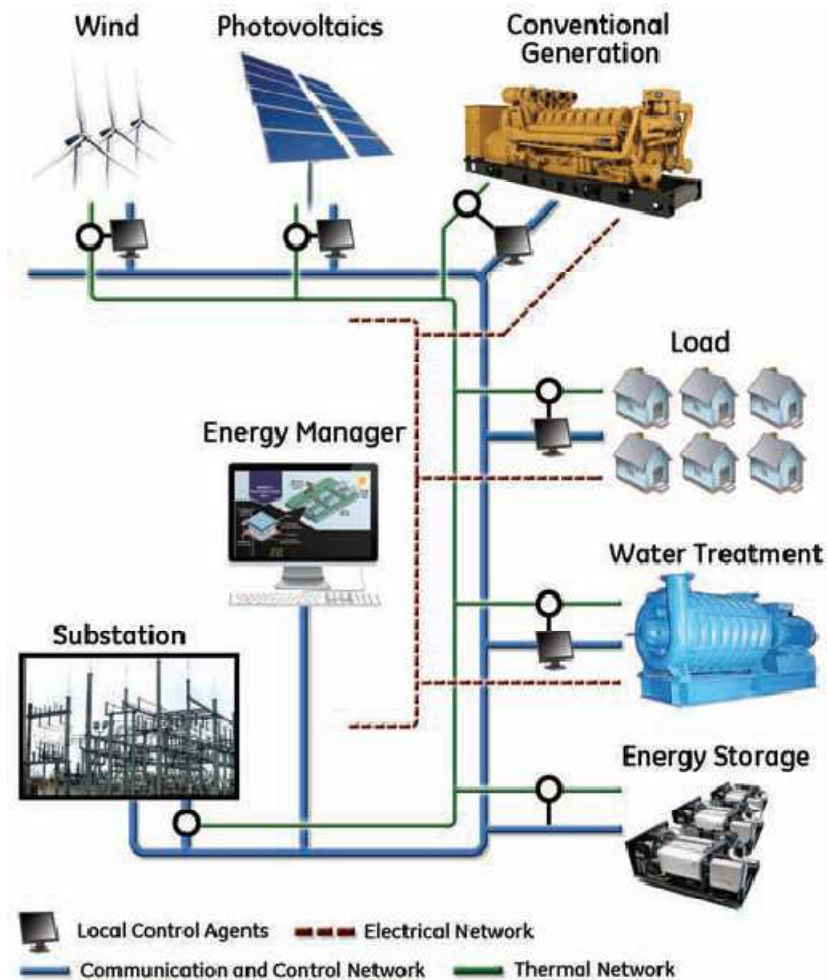 Wind
Photovoltaics
Conventional
Generation
Load
Energy Manager
Water Treatment
Substation
Energy Storage
Local Control Agents
Electrical Network
Communication and Control Network
Thermal Network